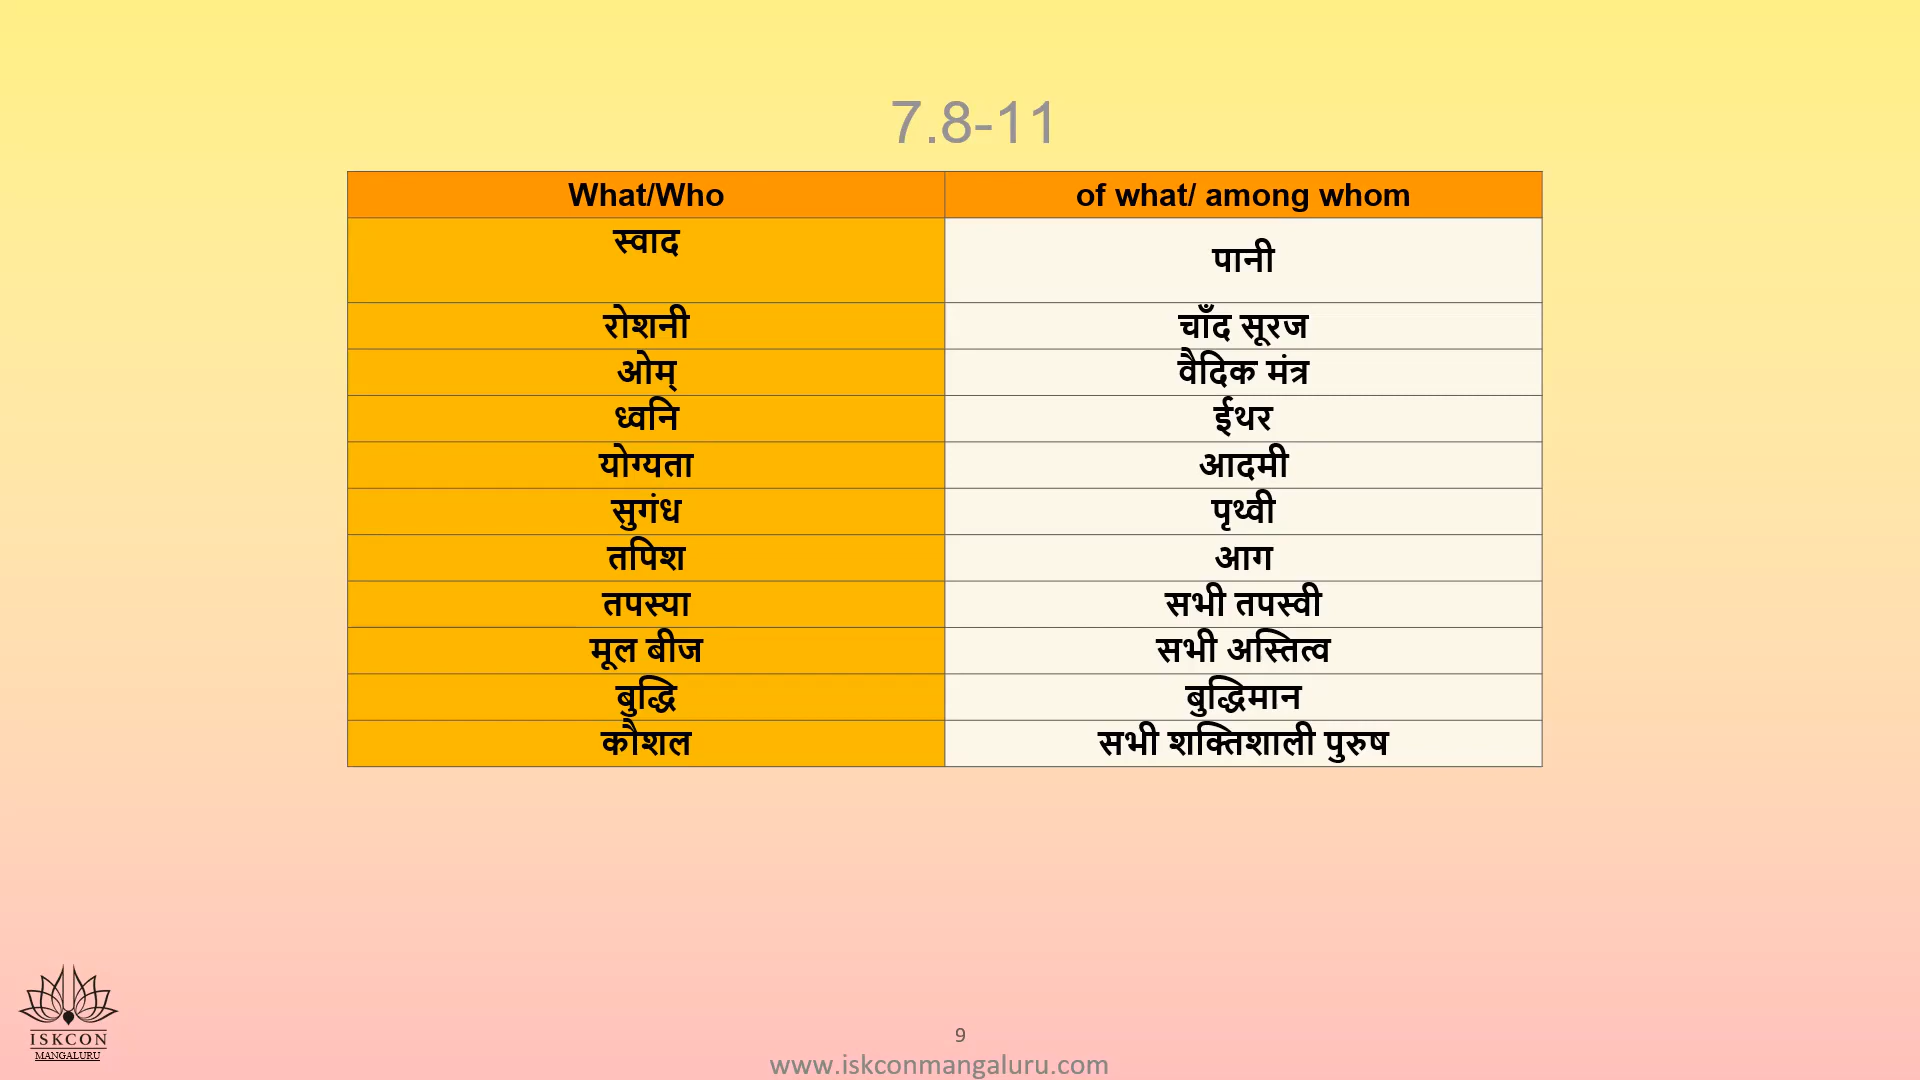 7.8-11
What/Who of what/ among whom
स्वाद पानी
रोशनी चाँद सूरज
ओम् वैदिक मंत्र
ध्वनि ईथर
योग्यता आदमी
सुगंध पृथ्वी
तपिश आग
तपस्या सभी तपस्वी
मूल बीज सभी अस्तित्व
बुद्धि बुद्धिमान
कौशल सभी शक्तिशाली पुरुष
ISKCON
MANGALURU
9
www.iskconmangaluru.com